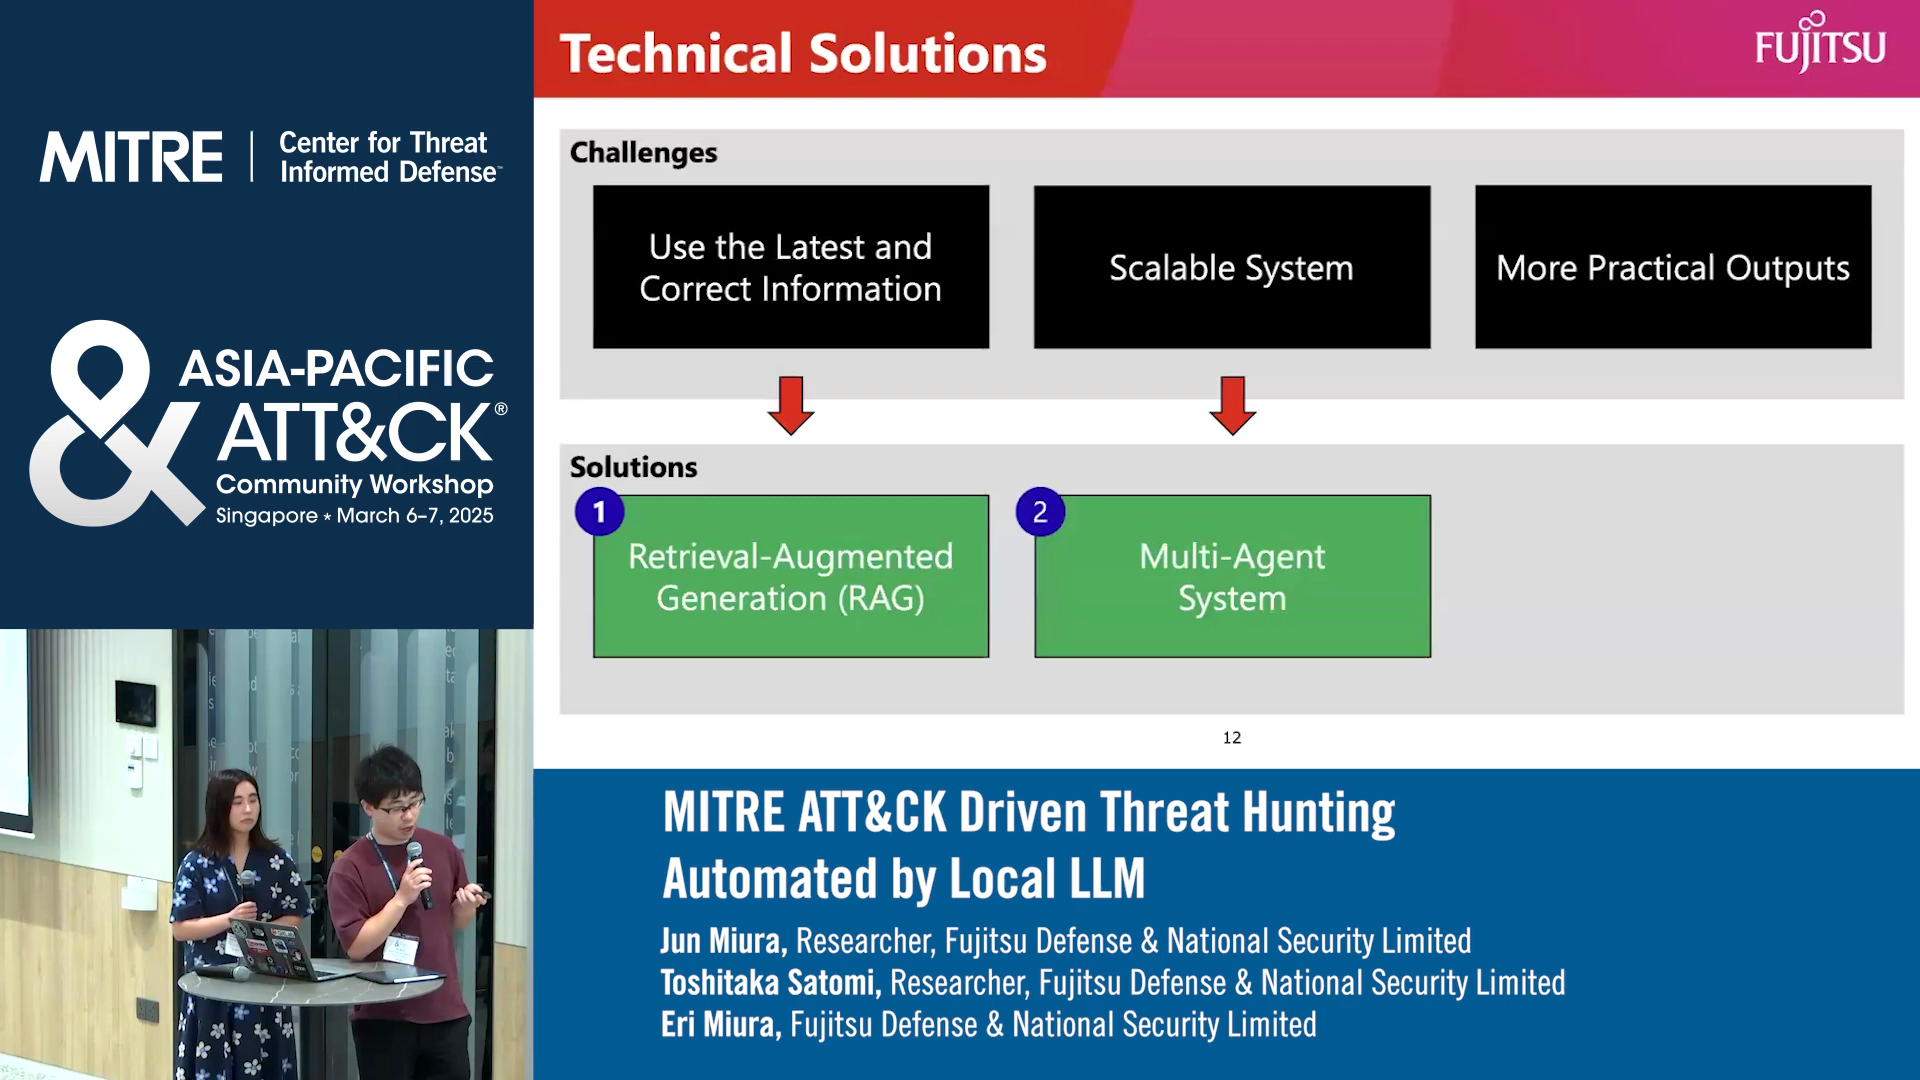 MITRE
Center for Threat
Informed Defense™
ASIA-PACIFIC
ATT&CK®
Community Workshop
Singapore ★ March 6–7, 2025
Technical Solutions
FUJITSU
Challenges
Use the Latest and
Correct Information
Scalable System
More Practical Outputs
Solutions
1
Retrieval-Augmented
Generation (RAG)
2
Multi-Agent
System
12
MITRE ATT&CK Driven Threat Hunting
Automated by Local LLM
Jun Miura, Researcher, Fujitsu Defense & National Security Limited
Toshitaka Satomi, Researcher, Fujitsu Defense & National Security Limited
Eri Miura, Fujitsu Defense & National Security Limited